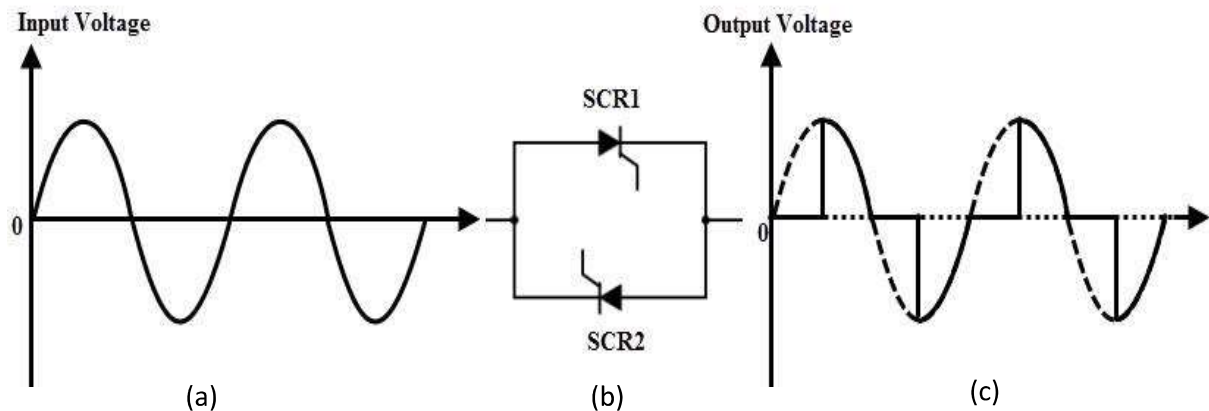 Input Voltage
0
(a)
SCR1
SCR2
(b)
Output Voltage
0
(c)